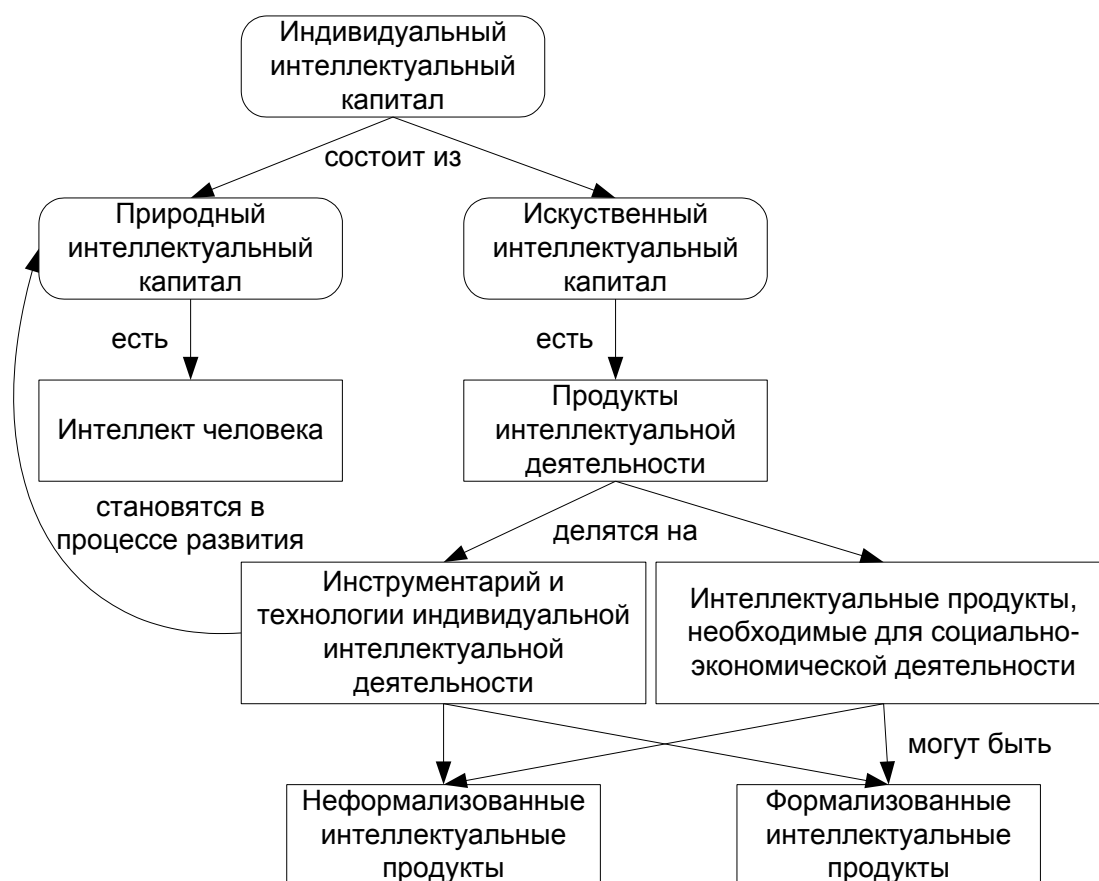 Индивидуальный
интеллектуальный
капитал
состоит из
Природный
интеллектуальный
капитал
Искуственный
интеллектуальный
капитал
есть
есть
Интеллект человека
Продукты
интеллектуальной
деятельности
становятся в
процессе развития
делятся на
Инструментарий и
технологии индивидуальной
интеллектуальной
деятельности
Интеллектуальные продукты,
необходимые для социально-
экономической деятельности
могут быть
Неформализованные
интеллектуальные
продукты
Формализованные
интеллектуальные
продукты